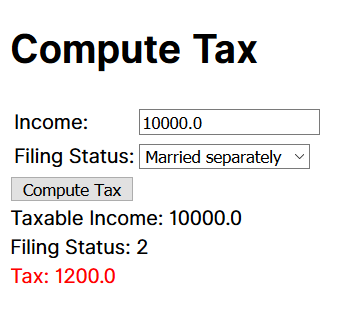 Compute Tax
Income: 10000.0
Filing Status: Married separately
Compute Tax
Taxable Income: 10000.0
Filing Status: 2
Tax: 1200.0